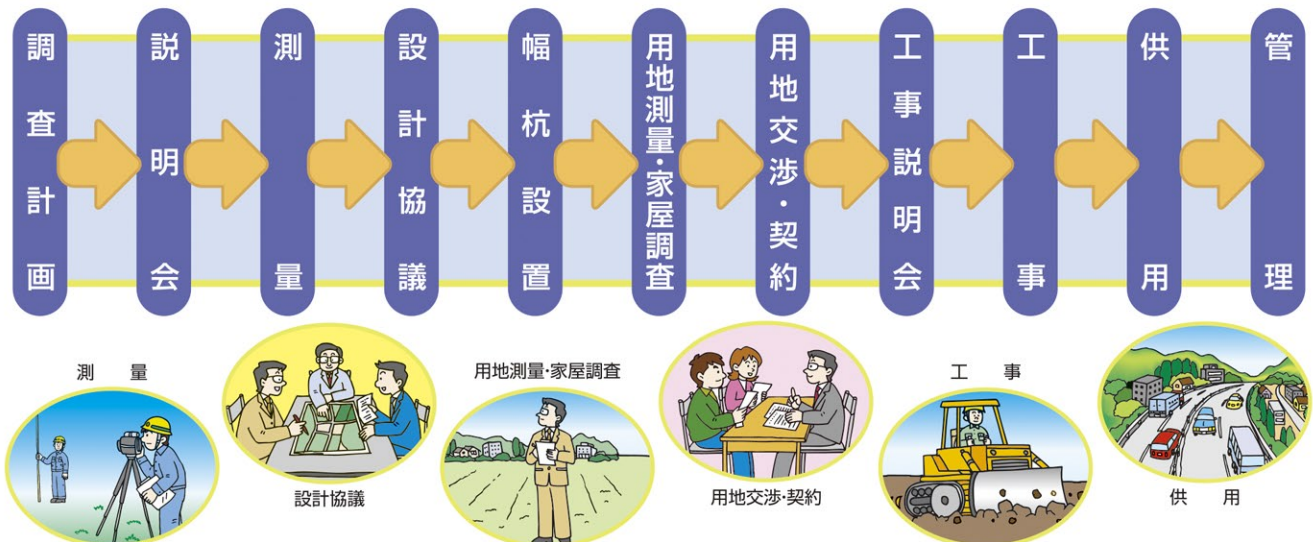 調査計画
説明会
測量
設計協議
幅杭設置
用地測量・家屋調査
用地交渉・契約
工事説明会
工事
供用
管理
測量
設計協議
用地測量・家屋調査
用地交渉・契約
工事
供用